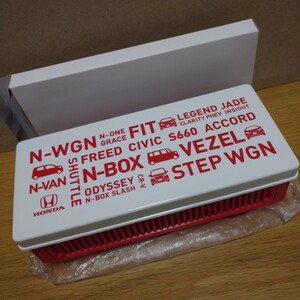 N-WGN
N-ONE
GRACE
FIT
LEGEND JADE
CLARITY PHEV INSIGHT
FREED CIVIC S660 ACCORD
N-VAN
SHUTTLE
N-BOX
VEZEL
ODYSSEY
CR-V
STEP WGN
N-BOX SLASH
HONDA